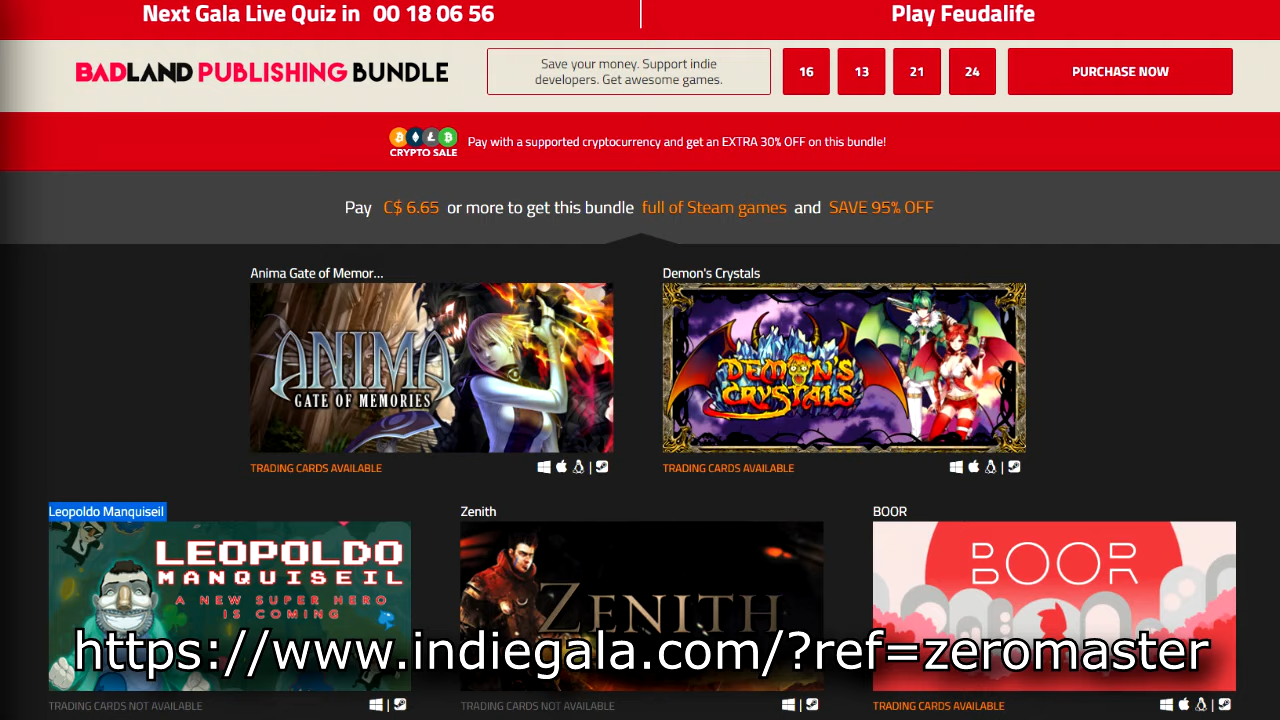 Next Gala Live Quiz in 00 18 06 56
Play Feudalife
BADLAND PUBLISHING BUNDLE
Save your money. Support indie
developers. Get awesome games.
16 13 21 24
PURCHASE NOW
CRYPTO SALE
Pay with a supported cryptocurrency and get an EXTRA 30% OFF on this bundle!
Pay C$ 6.65 or more to get this bundle full of Steam games and SAVE 95% OFF
Anima Gate of Memor...
ANIMA
GATE OF MEMORIES
TRADING CARDS AVAILABLE
Demon's Crystals
DEMON'S
CRYSTALS
TRADING CARDS AVAILABLE
Leopoldo Manquiseil
LEOPOLDO
MANQUISEIL
A NEW SUPER HERO
IS COMING
TRADING CARDS NOT AVAILABLE
Zenith
ZENITH
TRADING CARDS NOT AVAILABLE
BOOR
BOOR
TRADING CARDS AVAILABLE
https://www.indiegala.com/?ref=zeromaster